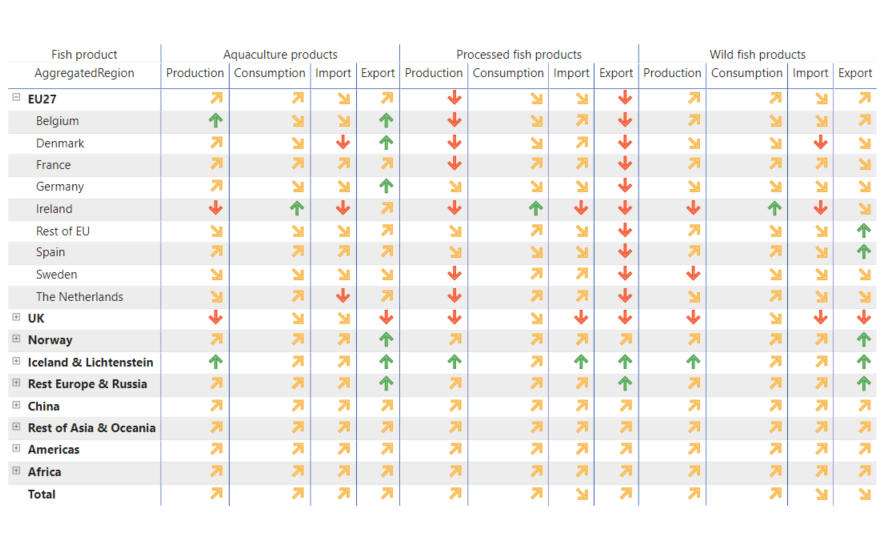 Fish product Aquaculture products Processed fish products Wild fish products
AggregatedRegion Production Consumption Import Export Production Consumption Import Export Production Consumption Import Export
EU27
Belgium
Denmark
France
Germany
Ireland
Rest of EU
Spain
Sweden
The Netherlands
UK
Norway
Iceland & Lichtenstein
Rest Europe & Russia
China
Rest of Asia & Oceania
Americas
Africa
Total